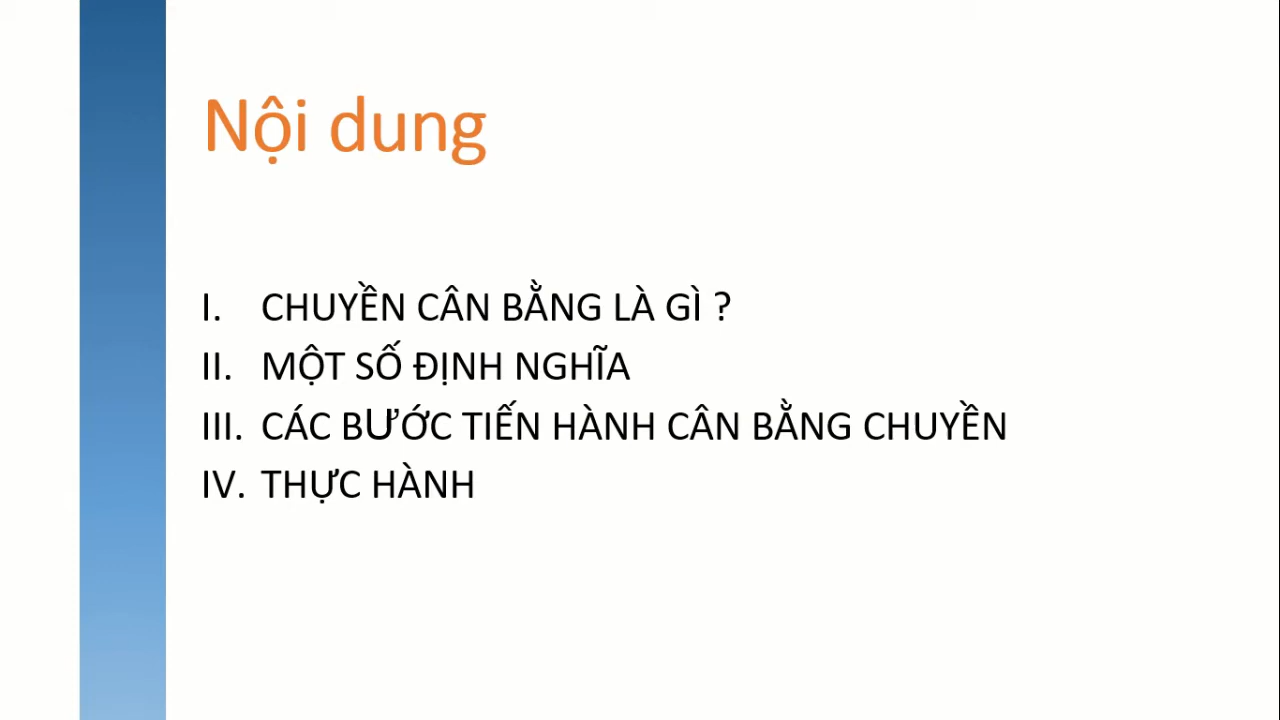 Nội dung
I. CHUYỀN CÂN BẰNG LÀ GÌ ?
II. MỘT SỐ ĐỊNH NGHĨA
III. CÁC BƯỚC TIẾN HÀNH CÂN BẰNG CHUYỀN
IV. THỰC HÀNH